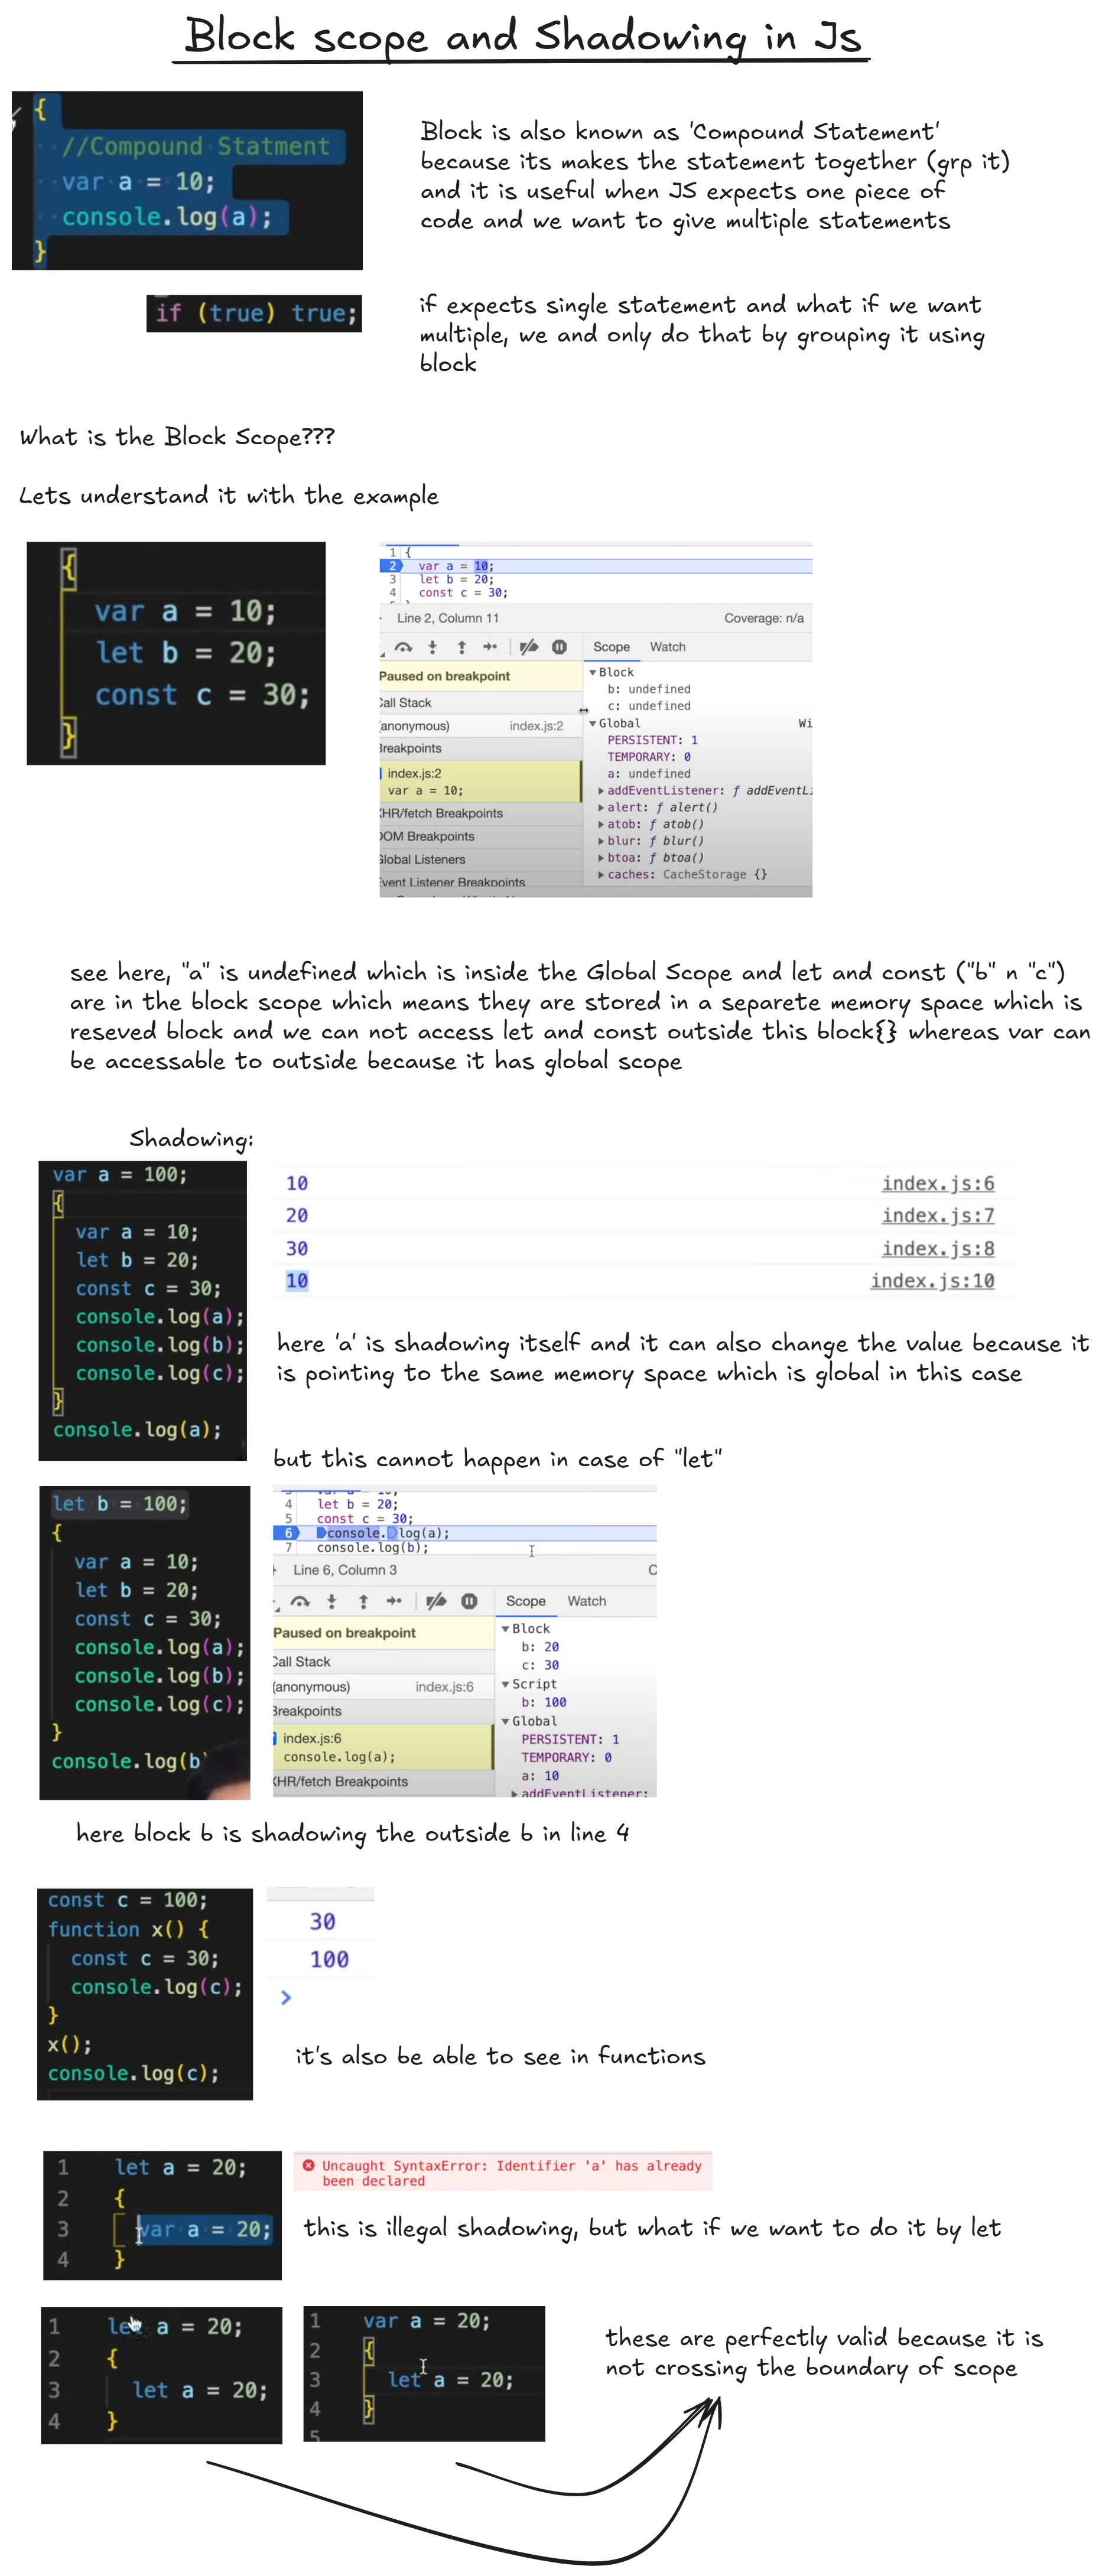 Block scope and Shadowing in Js
{
//Compound Statment
var a = 10;
console.log(a);
}
Block is also known as 'Compound Statement'
because its makes the statement together (grp it)
and it is useful when JS expects one piece of
code and we want to give multiple statements
if (true) true;
if expects single statement and what if we want
multiple, we and only do that by grouping it using
block
What is the Block Scope???
Lets understand it with the example
{
var a = 10;
let b = 20;
const c = 30;
}
1 {
2 var a = 10;
3 let b = 20;
4 const c = 30;
Line 2, Column 11
Coverage: n/a
Scope Watch
Paused on breakpoint
Call Stack
(anonymous) index.js:2
Breakpoints
index.js:2
var a = 10;
XHR/fetch Breakpoints
DOM Breakpoints
Global Listeners
Event Listener Breakpoints
▼Block
b: undefined
c: undefined
▼Global Wi
PERSISTENT: 1
TEMPORARY: 0
a: undefined
▶addEventListener: ƒ addEventLi
▶alert: ƒ alert()
▶atob: ƒ atob()
▶blur: ƒ blur()
▶btoa: ƒ btoa()
▶caches: CacheStorage {}
see here, "a" is undefined which is inside the Global Scope and let and const ("b" n "c")
are in the block scope which means they are stored in a separete memory space which is
reseved block and we can not access let and const outside this block{} whereas var can
be accessable to outside because it has global scope
Shadowing:
var a = 100;
{
var a = 10;
let b = 20;
const c = 30;
console.log(a);
console.log(b);
console.log(c);
}
console.log(a);
10 index.js:6
20 index.js:7
30 index.js:8
10 index.js:10
here 'a' is shadowing itself and it can also change the value because it
is pointing to the same memory space which is global in this case
but this cannot happen in case of "let"
let b = 100;
{
var a = 10;
let b = 20;
const c = 30;
console.log(a);
console.log(b);
console.log(c);
}
console.log(b
3 var a = 10;
4 let b = 20;
5 const c = 30;
6 console.log(a);
7 console.log(b);
Line 6, Column 3
C
Scope Watch
Paused on breakpoint
Call Stack
(anonymous) index.js:6
Breakpoints
index.js:6
console.log(a);
XHR/fetch Breakpoints
▼Block
b: 20
c: 30
▼Script
b: 100
▼Global
PERSISTENT: 1
TEMPORARY: 0
a: 10
▶addEventListener:
here block b is shadowing the outside b in line 4
const c = 100;
function x() {
const c = 30;
console.log(c);
}
x();
console.log(c);
30
100
>
it's also be able to see in functions
1 let a = 20;
2 {
3 var a = 20;
4 }
Uncaught SyntaxError: Identifier 'a' has already
been declared
this is illegal shadowing, but what if we want to do it by let
1 let a = 20;
2 {
3 let a = 20;
4 }
1 var a = 20;
2 {
3 let a = 20;
4 }
5
these are perfectly valid because it is
not crossing the boundary of scope